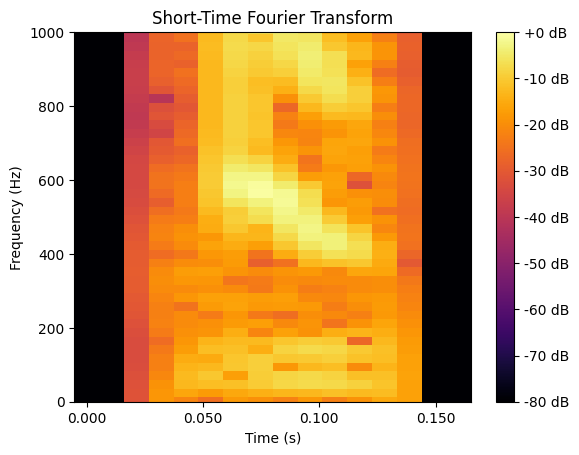 Short-Time Fourier Transform
1000
800
600
400
200
0
Frequency (Hz)
0.000
0.050
0.100
0.150
Time (s)
+0 dB
-10 dB
-20 dB
-30 dB
-40 dB
-50 dB
-60 dB
-70 dB
-80 dB